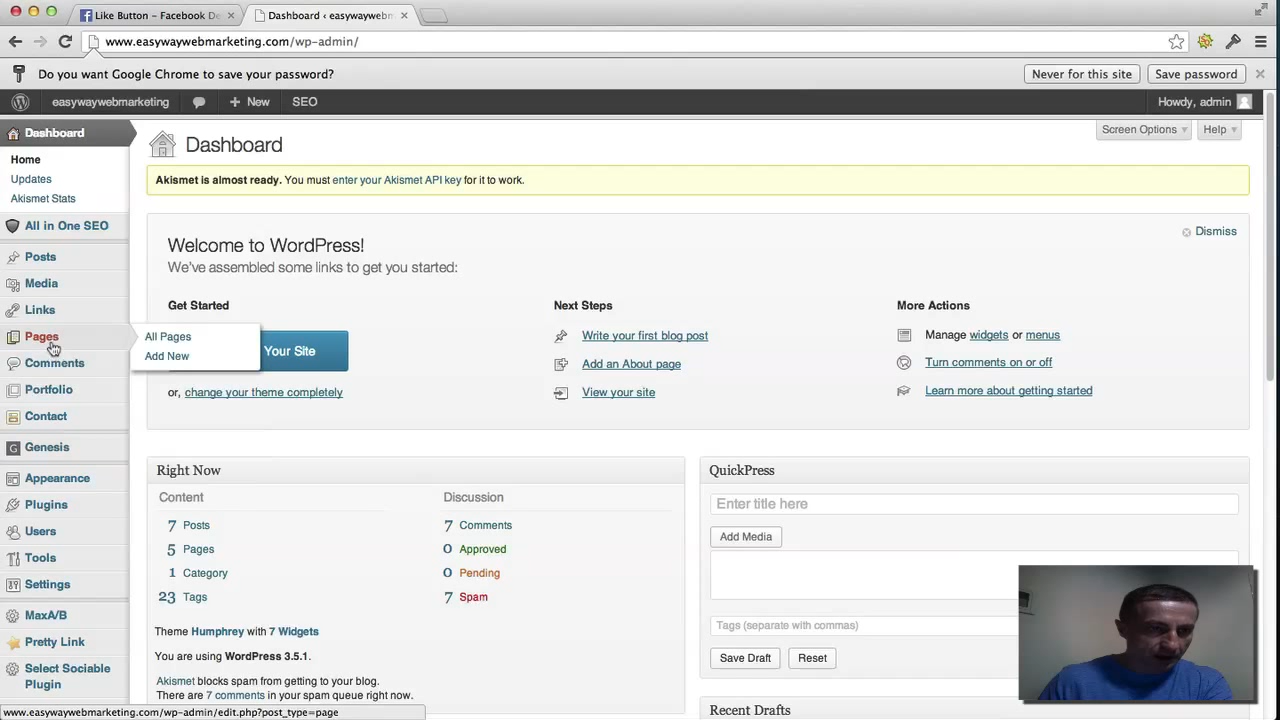 Like Button – Facebook De
Dashboard ‹ easywaywebm
www.easywaywebmarketing.com/wp-admin/
Do you want Google Chrome to save your password?
Never for this site
Save password
easywaywebmarketing
+ New
SEO
Howdy, admin
Dashboard
Home
Updates
Akismet Stats
All in One SEO
Posts
Media
Links
Pages
Comments
Portfolio
Contact
Genesis
Appearance
Plugins
Users
Tools
Settings
MaxA/B
Pretty Link
Select Sociable
Plugin
All Pages
Add New
Screen Options
Help
Dashboard
Akismet is almost ready. You must enter your Akismet API key for it to work.
Welcome to WordPress!
We've assembled some links to get you started:
Dismiss
Get Started
Your Site
or, change your theme completely
Next Steps
Write your first blog post
Add an About page
View your site
More Actions
Manage widgets or menus
Turn comments on or off
Learn more about getting started
Right Now
Content
7 Posts
5 Pages
1 Category
23 Tags
Discussion
7 Comments
0 Approved
0 Pending
7 Spam
Theme Humphrey with 7 Widgets
You are using WordPress 3.5.1.
Akismet blocks spam from getting to your blog.
There are 7 comments in your spam queue right now.
QuickPress
Enter title here
Add Media
Tags (separate with commas)
Save Draft
Reset
Recent Drafts
www.easywaywebmarketing.com/wp-admin/edit.php?post_type=page